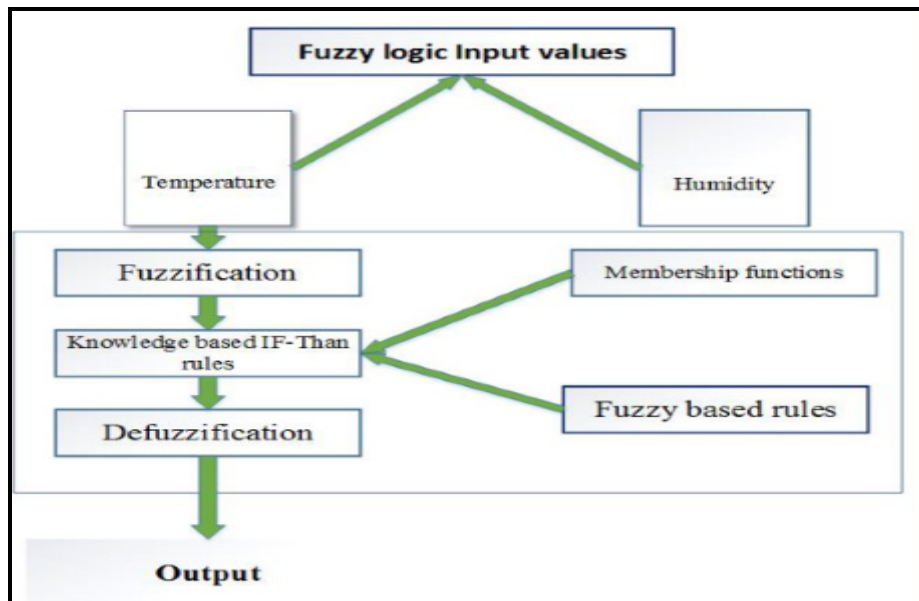 Fuzzy logic Input values
Temperature
Humidity
Fuzzification
Membership functions
Knowledge based IF-Than
rules
Fuzzy based rules
Defuzzification
Output